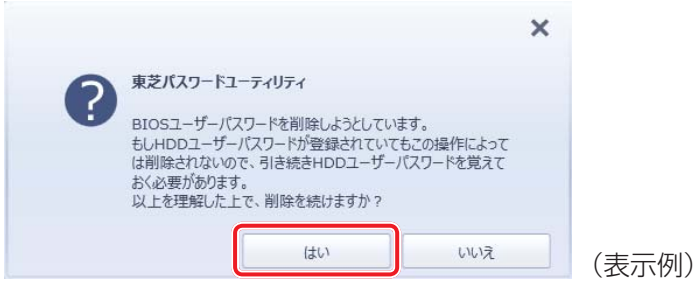 東芝パスワードユーティリティ
BIOSユーザーパスワードを削除しようとしています。
もしHDDユーザーパスワードが登録されていてもこの操作によって
は削除されないので、引き続きHDDユーザーパスワードを覚えて
おく必要があります。
以上を理解した上で、削除を続けますか？
はい いいえ
（表示例）